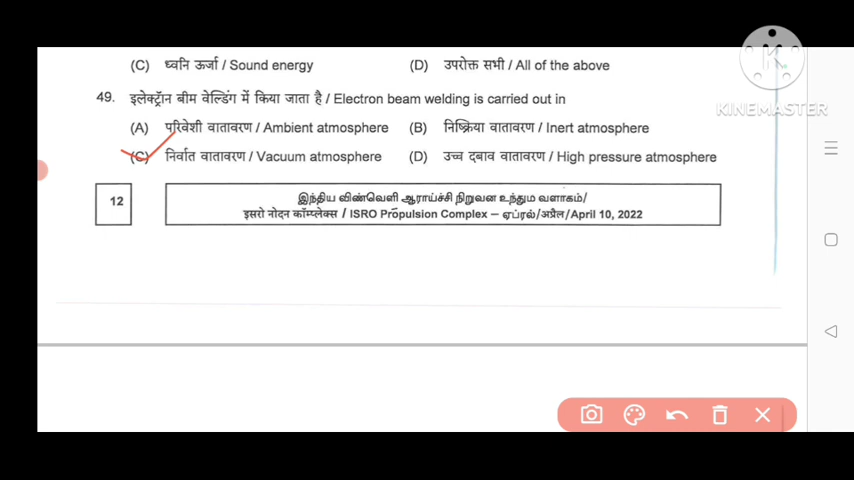 (C) ध्वनि ऊर्जा / Sound energy (D) उपरोक्त सभी / All of the above
KINEMASTER
49. इलेक्ट्रॅान बीम वेल्डिंग में किया जाता है / Electron beam welding is carried out in
(A) परिवेशी वातावरण / Ambient atmosphere (B) निष्क्रिया वातावरण / Inert atmosphere
(C) निर्वात वातावरण / Vacuum atmosphere (D) उच्च दबाव वातावरण / High pressure atmosphere
12
இந்திய விண்வெளி ஆராய்ச்சி நிறுவன உந்தும வளாகம்/
इसरो नोदन कॉम्प्लेक्स / ISRO Propulsion Complex – ஏப்ரல்/अप्रैल/April 10, 2022